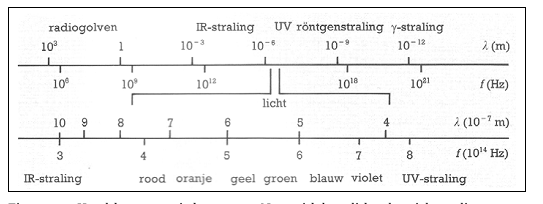 radiogolven IR-straling UV röntgenstraling γ-straling
10³ 1 10⁻³ 10⁻⁶ 10⁻⁹ 10⁻¹² λ (m)
10⁶ 10⁹ 10¹² 10¹⁸ 10²¹ f (Hz)
licht
10 9 8 7 6 5 4 λ (10⁻⁷ m)
3 4 5 6 7 8 f (10¹⁴ Hz)
IR-straling rood oranje geel groen blauw violet UV-straling